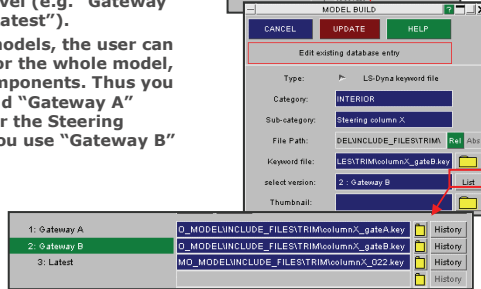 vel (e.g. "Gateway
atest").
nodels, the user can
or the whole model,
mponents. Thus you
d "Gateway A"
r the Steering
ou use "Gateway B"
MODEL BUILD
?
CANCEL UPDATE HELP
Edit existing database entry
Type: LS-Dyna keyword file
Category: INTERIOR
Sub-category: Steering column X
File Path: DEL\INCLUDE_FILES\TRIM\ Rel Abs
Keyword file: LES\TRIM\columnX_gateB.key
select version: 2 : Gateway B List
Thumbnail:
1: Gateway A O_MODEL\INCLUDE_FILES\TRIM\columnX_gateA.key History
2: Gateway B O_MODEL\INCLUDE_FILES\TRIM\columnX_gateB.key History
3: Latest MO_MODEL\INCLUDE_FILES\TRIM\columnX_022.key History
History